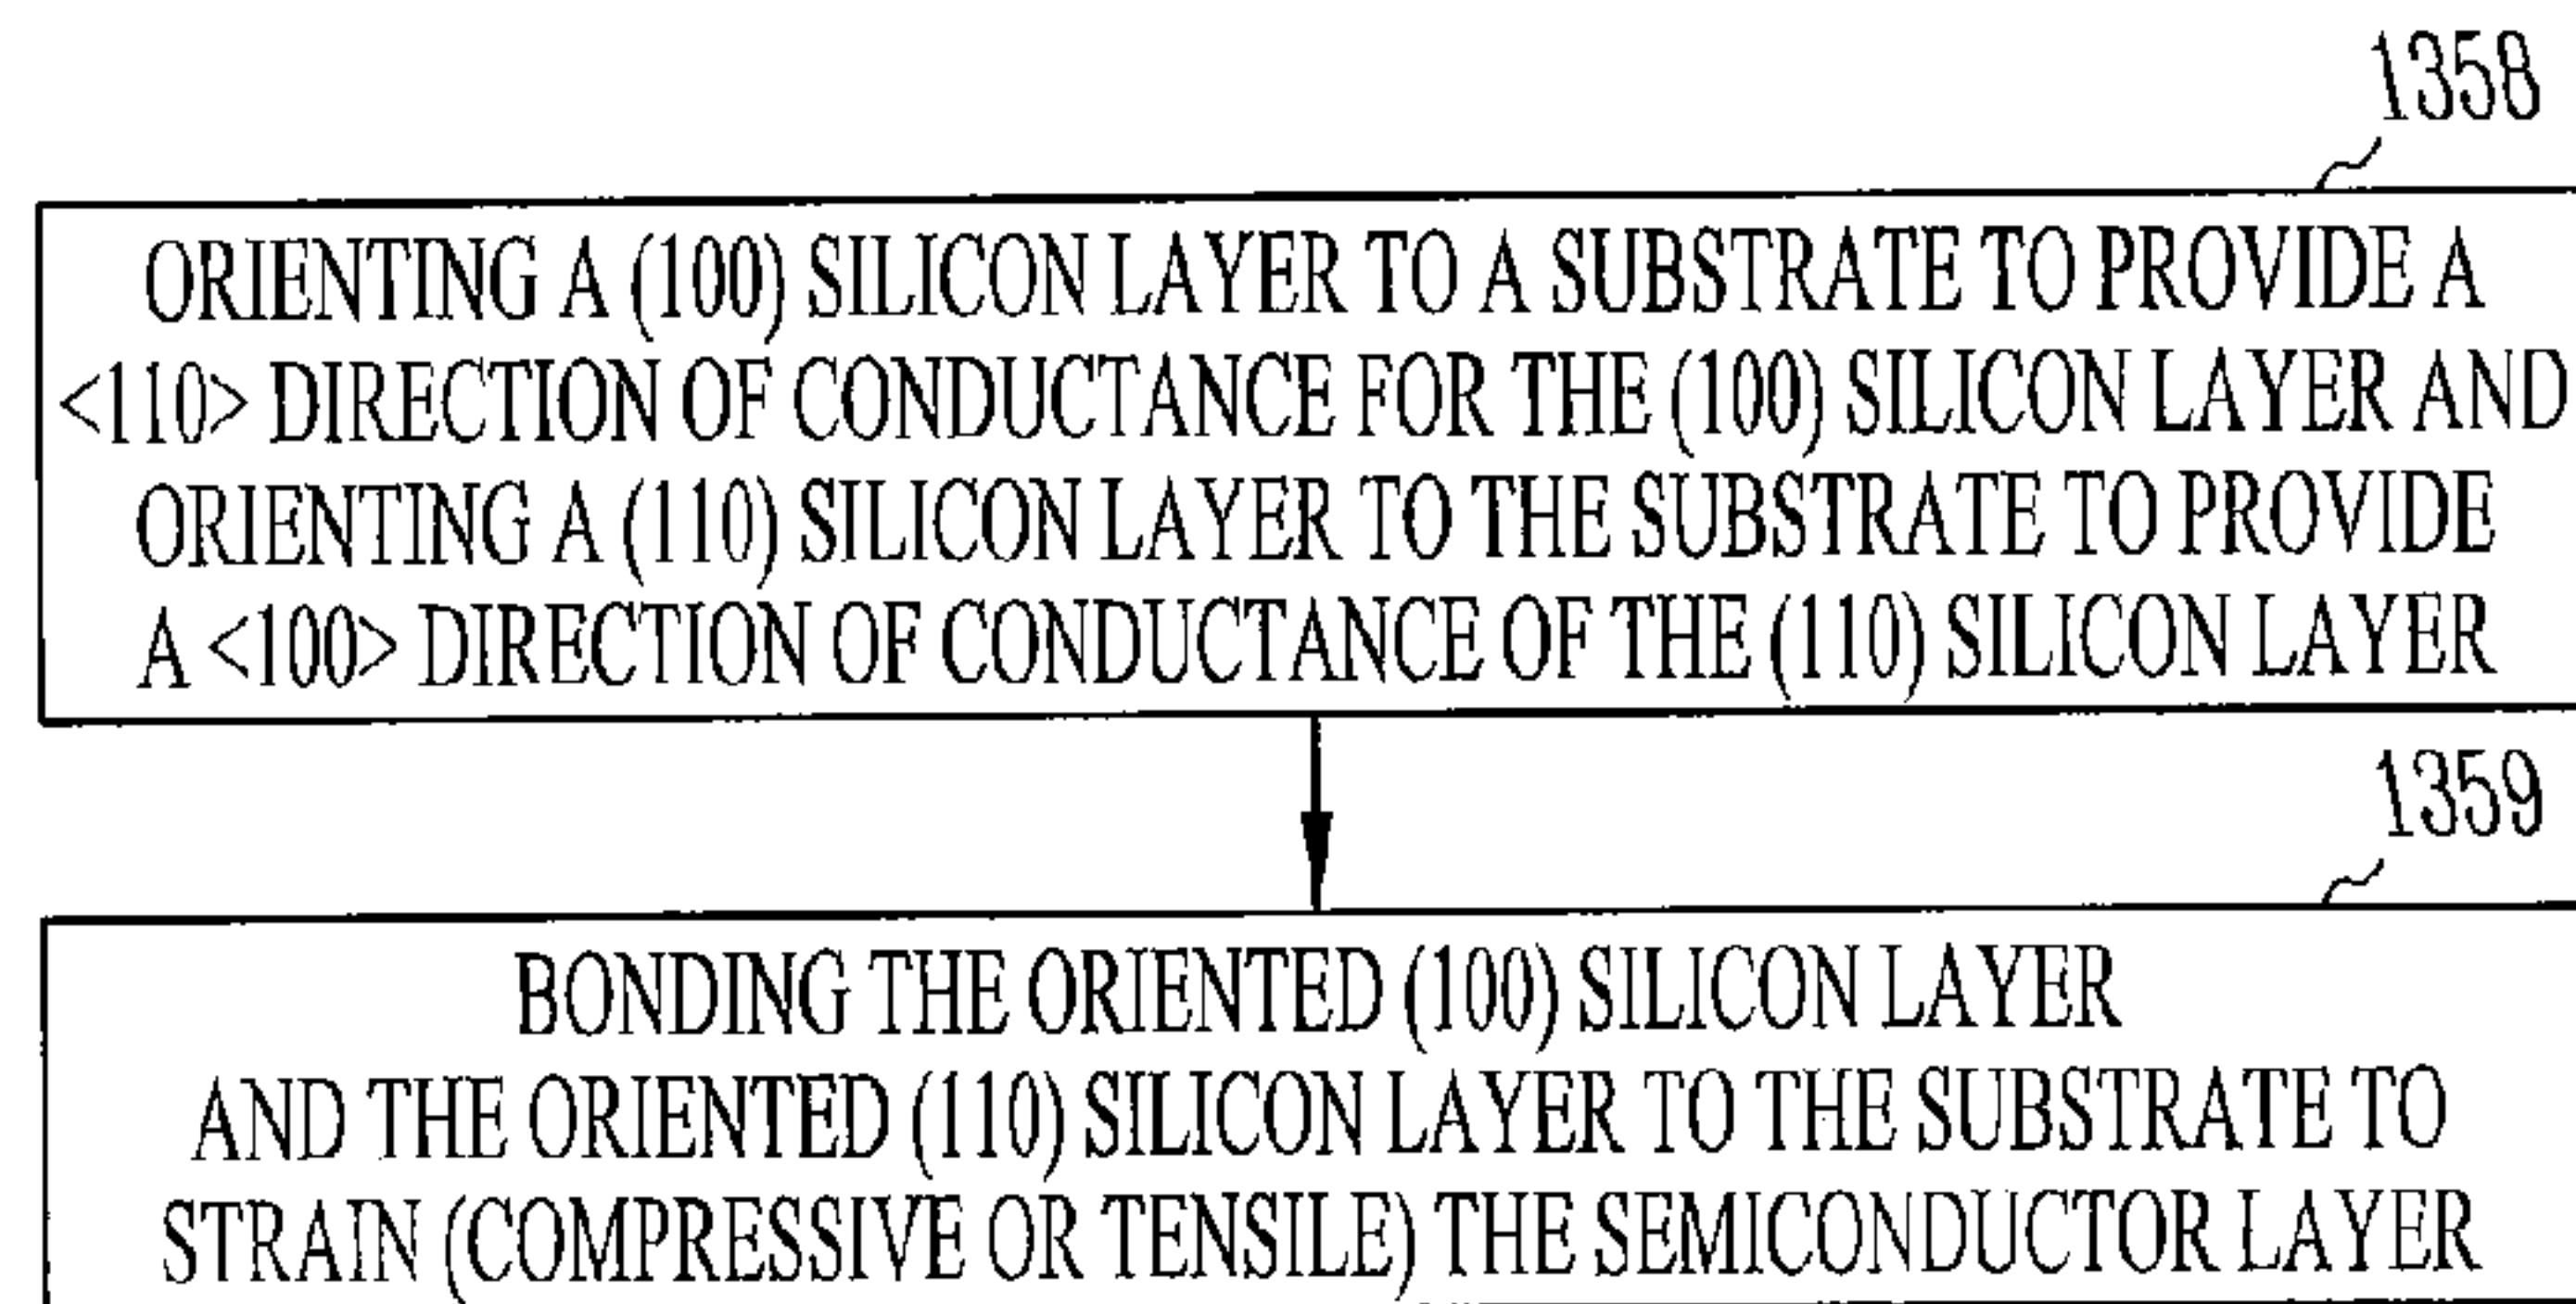 1358
ORIENTING A (100) SILICON LAYER TO A SUBSTRATE TO PROVIDE A
<110> DIRECTION OF CONDUCTANCE FOR THE (100) SILICON LAYER AND
ORIENTING A (110) SILICON LAYER TO THE SUBSTRATE TO PROVIDE
A <100> DIRECTION OF CONDUCTANCE OF THE (110) SILICON LAYER
1359
BONDING THE ORIENTED (100) SILICON LAYER
AND THE ORIENTED (110) SILICON LAYER TO THE SUBSTRATE TO
STRAIN (COMPRESSIVE OR TENSILE) THE SEMICONDUCTOR LAYER